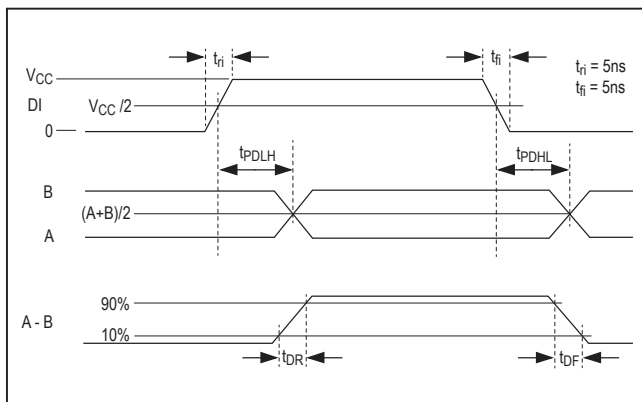 tri
tfi
tri = 5ns
tfi = 5ns
VCC
DI
VCC /2
0
tPDLH
tPDHL
B
(A+B)/2
A
90%
A - B
10%
tDR
tDF